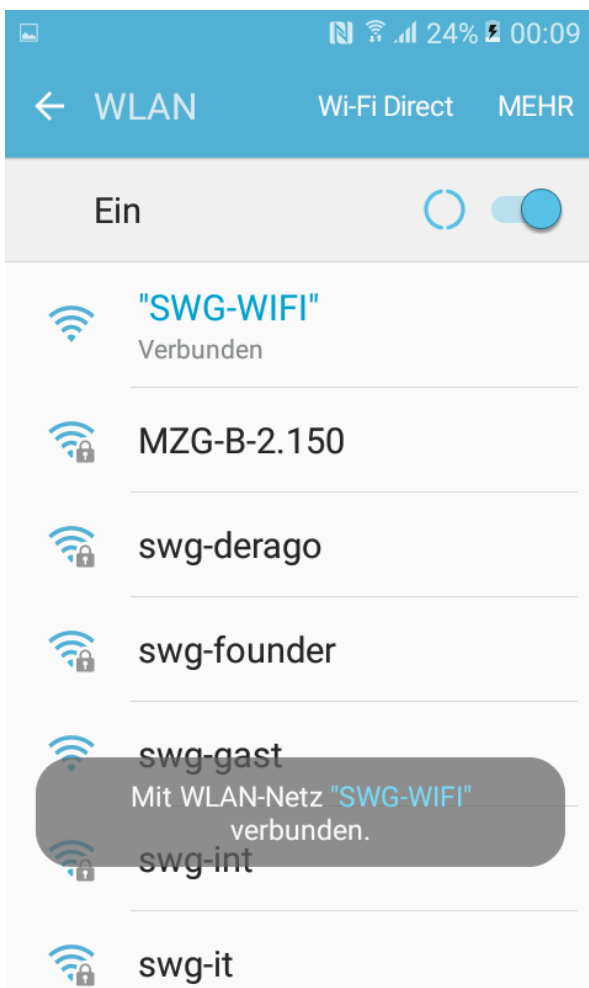 24% 00:09
WLAN Wi-Fi Direct MEHR
Ein
"SWG-WIFI"
Verbunden
MZG-B-2.150
swg-derago
swg-founder
swg-gast
Mit WLAN-Netz "SWG-WIFI"
verbunden.
swg-int
swg-it